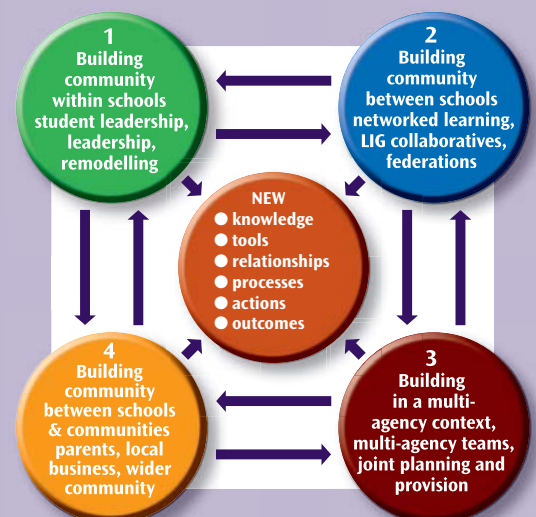 1
Building
community
within schools
student leadership,
leadership,
remodelling
2
Building
community
between schools
networked learning,
LIG collaboratives,
federations
NEW
● knowledge
● tools
● relationships
● processes
● actions
● outcomes
4
Building
community
between schools
& communities
parents, local
business, wider
community
3
Building
in a multi-
agency context,
multi-agency teams,
joint planning and
provision